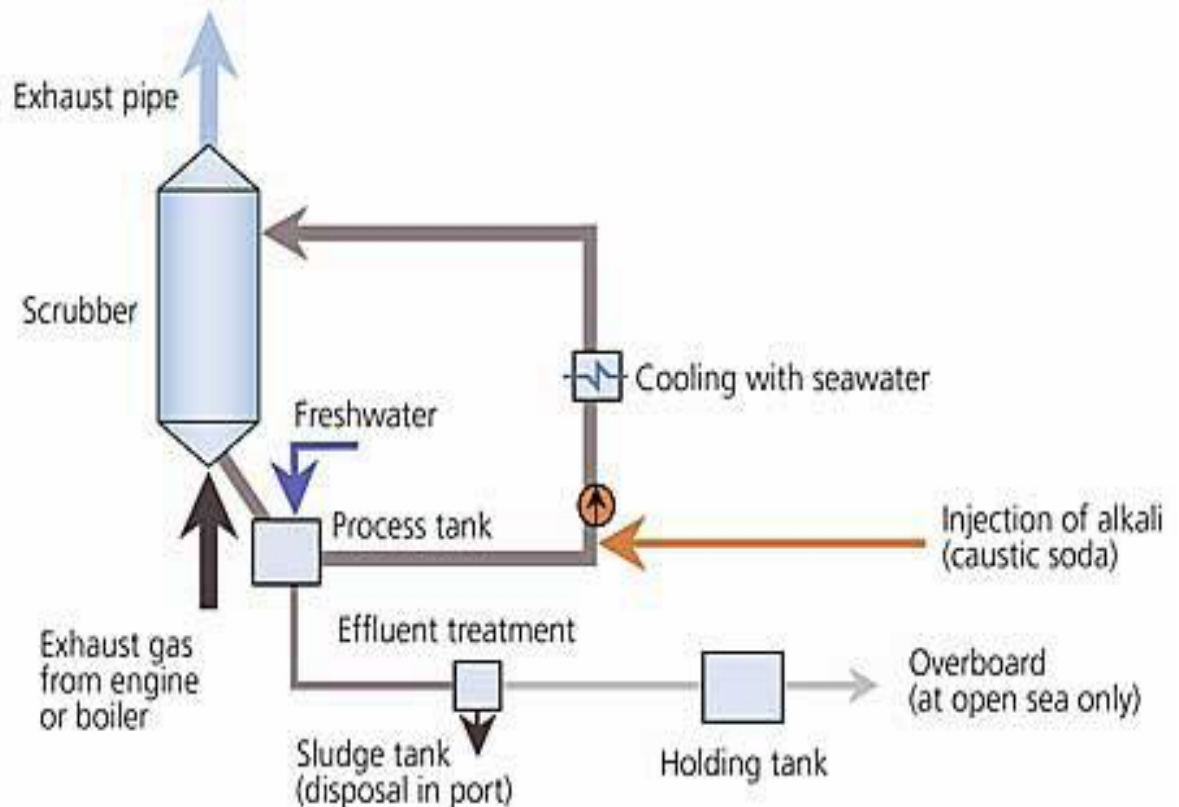 Exhaust pipe
Scrubber
Cooling with seawater
Freshwater
Process tank
Injection of alkali
(caustic soda)
Exhaust gas
from engine
or boiler
Effluent treatment
Overboard
(at open sea only)
Sludge tank
(disposal in port)
Holding tank